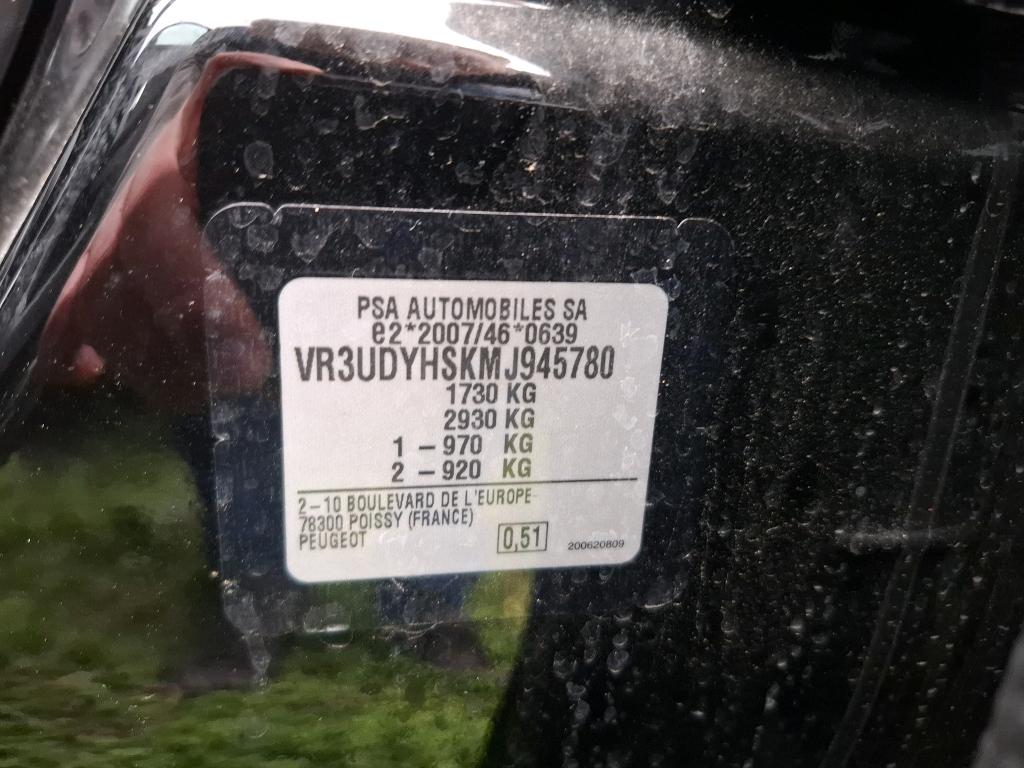 PSA AUTOMOBILES SA
e2*2007/46*0639
VR3UDYHSKMJ945780
1730 KG
2930 KG
1 – 970 KG
2 – 920 KG
2–10 BOULEVARD DE L'EUROPE
78300 POISSY (FRANCE)
PEUGEOT
0,51
200620809